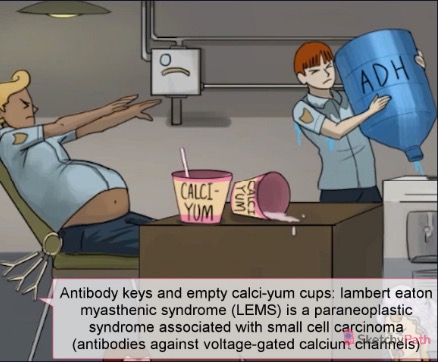 ADH
CALCI-
YUM
CALCI
YUM
Antibody keys and empty calci-yum cups: lambert eaton
myasthenic syndrome (LEMS) is a paraneoplastic
syndrome associated with small cell carcinoma
(antibodies against voltage-gated calcium channels)
SketchyPath